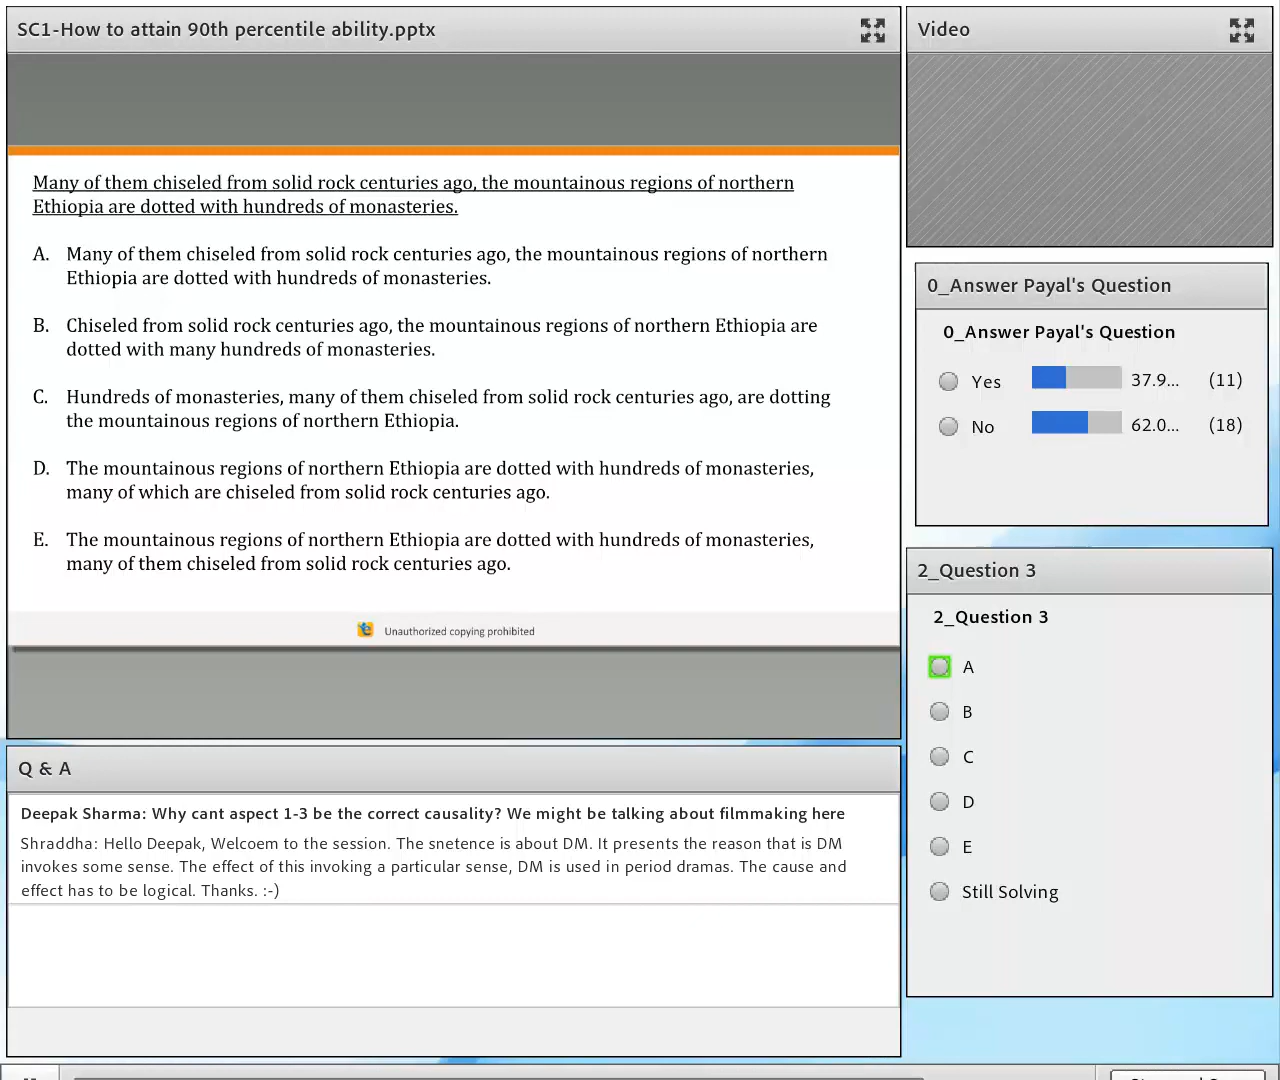 SC1-How to attain 90th percentile ability.pptx
Many of them chiseled from solid rock centuries ago, the mountainous regions of northern
Ethiopia are dotted with hundreds of monasteries.
A. Many of them chiseled from solid rock centuries ago, the mountainous regions of northern
Ethiopia are dotted with hundreds of monasteries.
B. Chiseled from solid rock centuries ago, the mountainous regions of northern Ethiopia are
dotted with many hundreds of monasteries.
C. Hundreds of monasteries, many of them chiseled from solid rock centuries ago, are dotting
the mountainous regions of northern Ethiopia.
D. The mountainous regions of northern Ethiopia are dotted with hundreds of monasteries,
many of which are chiseled from solid rock centuries ago.
E. The mountainous regions of northern Ethiopia are dotted with hundreds of monasteries,
many of them chiseled from solid rock centuries ago.
Unauthorized copying prohibited
Q & A
Deepak Sharma: Why cant aspect 1-3 be the correct causality? We might be talking about filmmaking here
Shraddha: Hello Deepak, Welcoem to the session. The snetence is about DM. It presents the reason that is DM
invokes some sense. The effect of this invoking a particular sense, DM is used in period dramas. The cause and
effect has to be logical. Thanks. :-)
Video
0_Answer Payal's Question
0_Answer Payal's Question
Yes 37.9... (11)
No 62.0... (18)
2_Question 3
2_Question 3
A
B
C
D
E
Still Solving